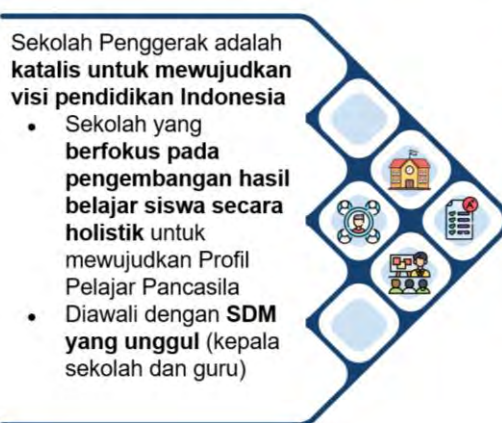 Sekolah Penggerak adalah
katalis untuk mewujudkan
visi pendidikan Indonesia
• Sekolah yang
berfokus pada
pengembangan hasil
belajar siswa secara
holistik untuk
mewujudkan Profil
Pelajar Pancasila
• Diawali dengan SDM
yang unggul (kepala
sekolah dan guru)